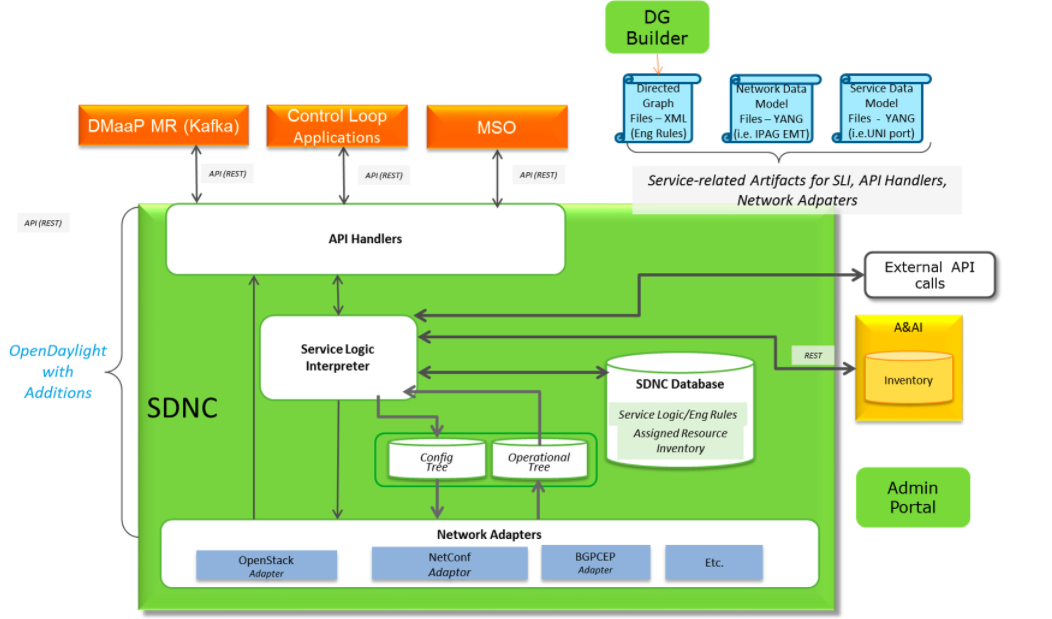 DG
Builder
Directed
Graph
Files – XML
(Eng Rules)
Network Data
Model
Files – YANG
(i.e. IPAG EMT)
Service Data
Model
Files - YANG
(i.e.UNI port)
DMaaP MR (Kafka)
Control Loop
Applications
MSO
API (REST)
API (REST)
API (REST)
Service-related Artifacts for SLI, API Handlers,
Network Adpaters
API (REST)
API Handlers
External API
calls
OpenDaylight
with
Additions
SDNC
Service Logic
Interpreter
REST
A&AI
Inventory
SDNC Database
Service Logic/Eng Rules
Assigned Resource
Inventory
Config
Tree
Operational
Tree
Admin
Portal
Network Adapters
OpenStack
Adapter
NetConf
Adaptor
BGPCEP
Adapter
Etc.